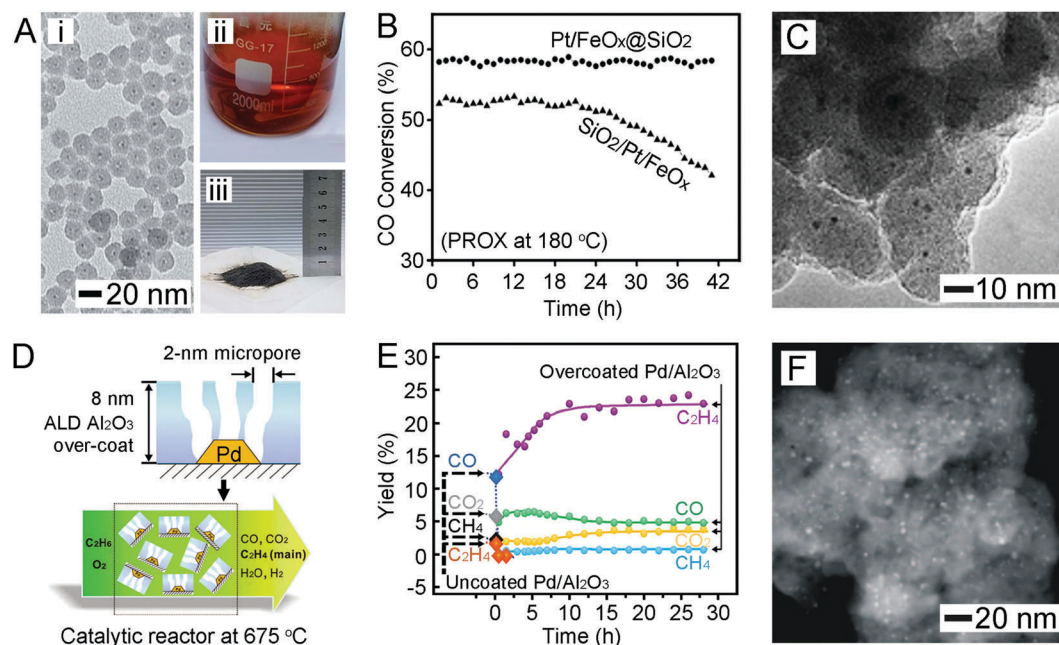 A
i
20 nm
ii
GG-17
1200
2000ml
iii
1 2 3 4 5 6 7
B
CO Conversion (%)
60
50
40
30
Pt/FeOₓ@SiO₂
SiO₂/Pt/FeOₓ
(PROX at 180 °C)
0 6 12 18 24 30 36 42
Time (h)
C
10 nm
D
2-nm micropore
8 nm
ALD Al₂O₃
over-coat
Pd
C₂H₆
O₂
CO, CO₂
C₂H₄ (main)
H₂O, H₂
Catalytic reactor at 675 °C
E
Yield (%)
35
30
25
20
15
10
5
0
-5
Overcoated Pd/Al₂O₃
C₂H₄
CO
CO₂
CH₄
C₂H₄
CO
CO₂
CH₄
Uncoated Pd/Al₂O₃
0 5 10 15 20 25 30
Time (h)
F
20 nm